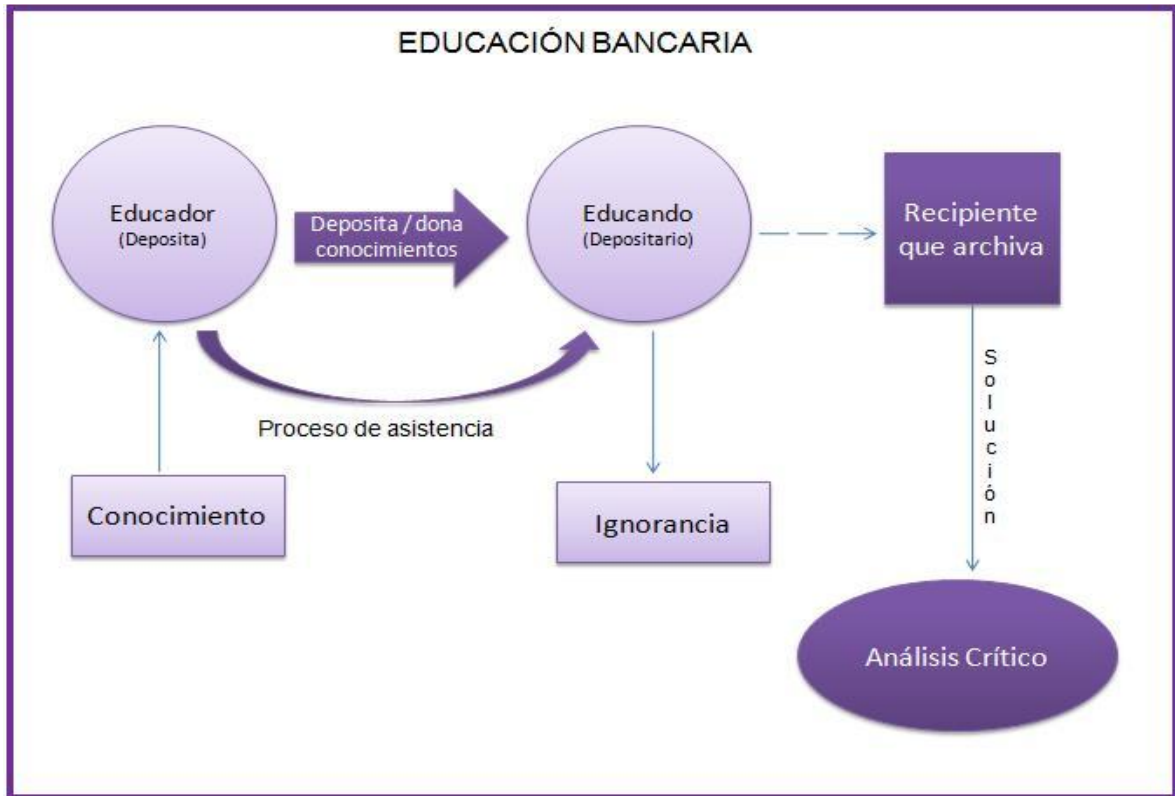 EDUCACIÓN BANCARIA
Educador
(Deposita)
Deposita / dona
conocimientos
Educando
(Depositario)
Recipiente
que archiva
Proceso de asistencia
Conocimiento
Ignorancia
Solución
Análisis Crítico